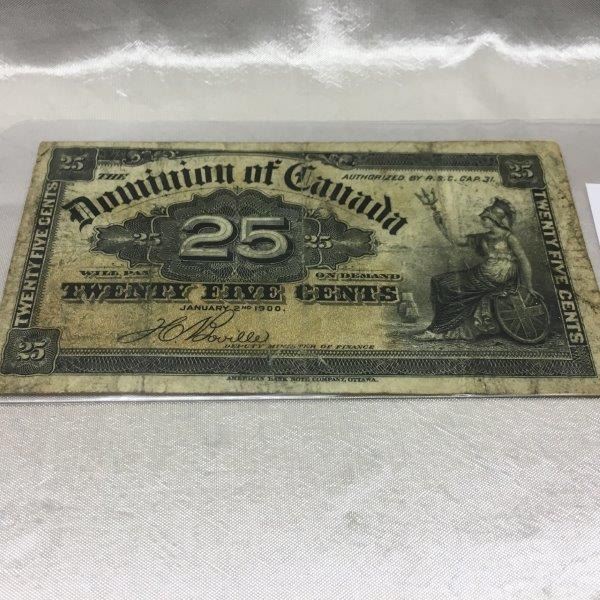 25 25
THE
Dominion of Canada
AUTHORIZED BY R.S.C. CAP. 31.
25 25 25
WILL PAY ON DEMAND
TWENTY FIVE CENTS
JANUARY 2ND 1900.
TWENTY FIVE CENTS
TWENTY FIVE CENTS
J C Boville
DEPUTY MINISTER OF FINANCE
25
AMERICAN BANK NOTE COMPANY, OTTAWA.